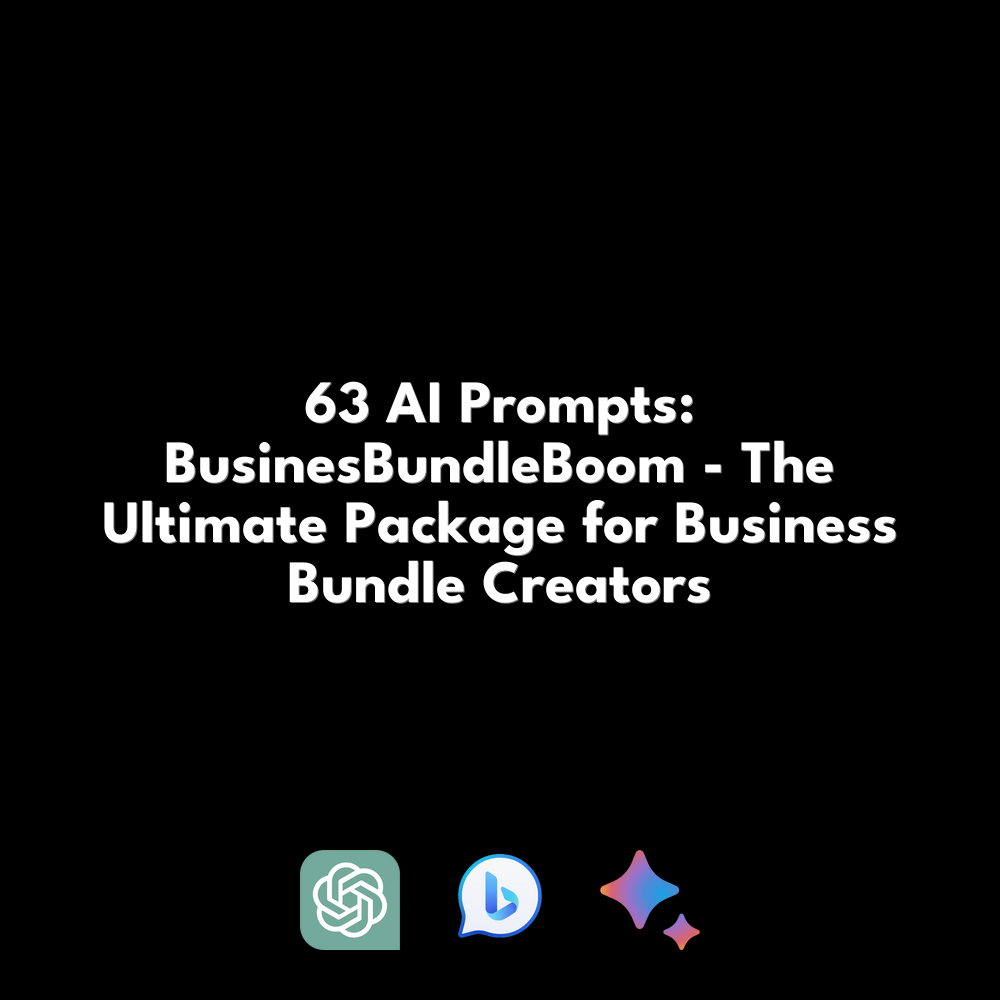 63 AI Prompts:
BusinesBundleBoom - The
Ultimate Package for Business
Bundle Creators